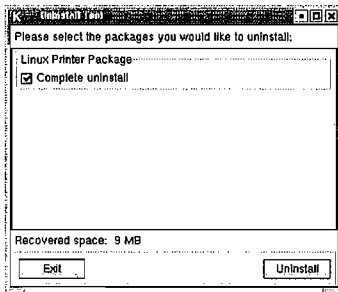 Uninstall Tool
Please select the packages you would like to uninstall:
Linux Printer Package
Complete uninstall
Recovered space: 9 MB
Exit
Uninstall